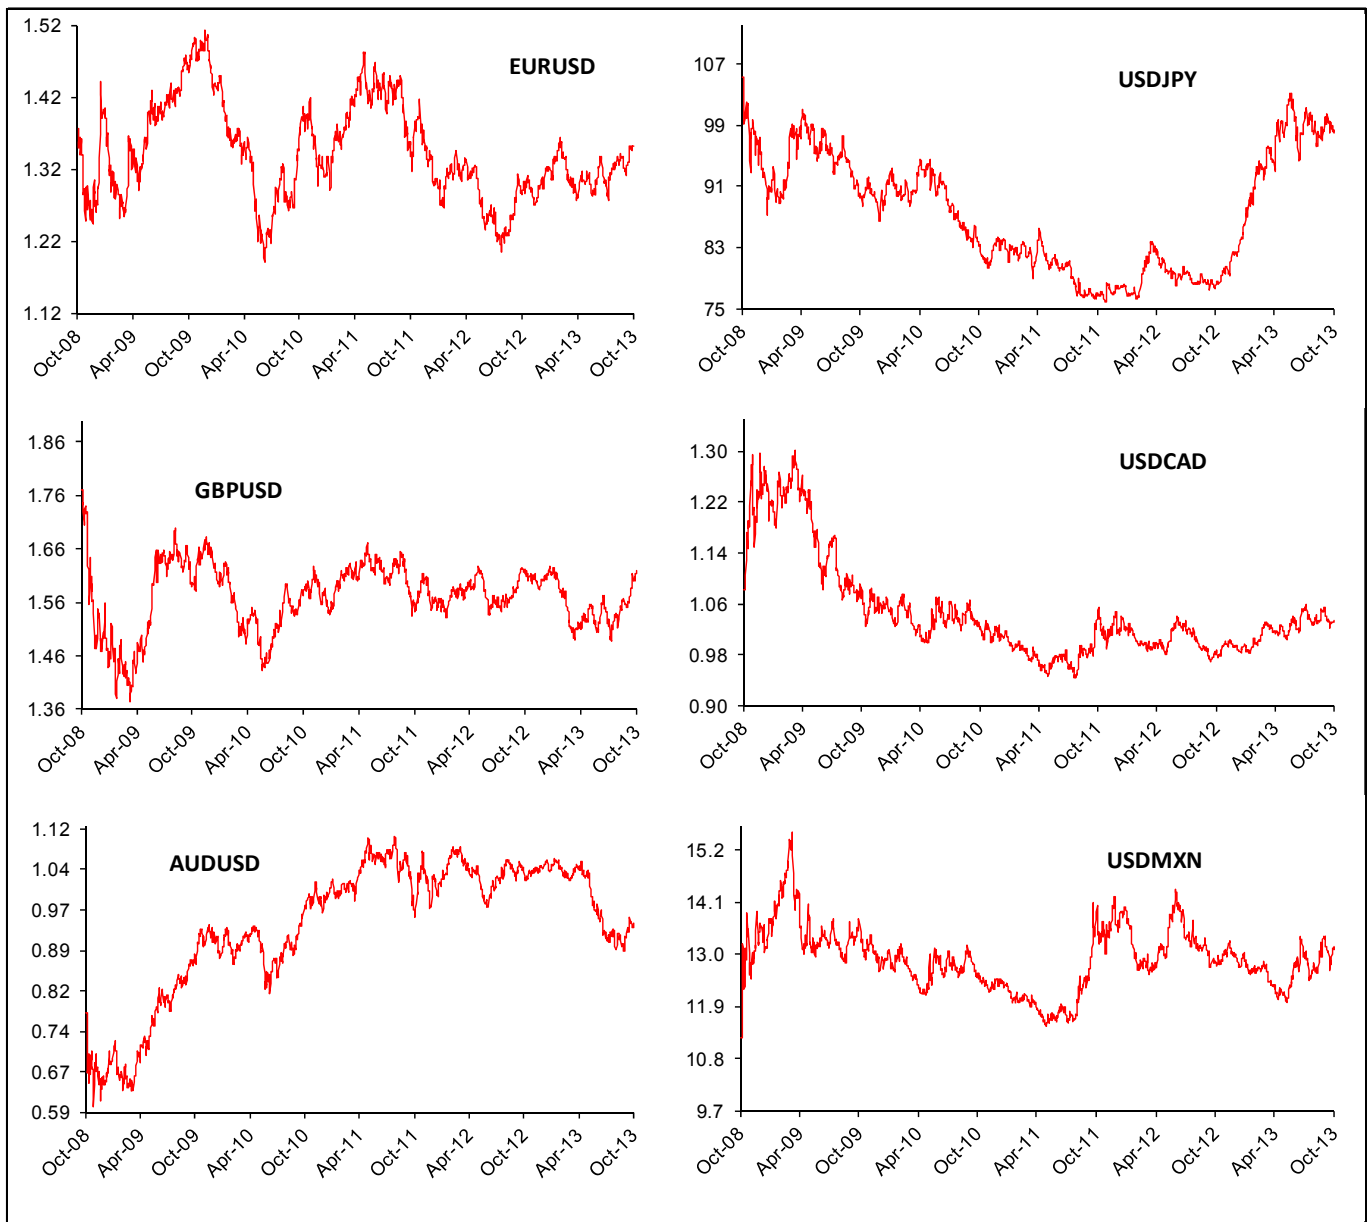 EURUSD
1.52
1.42
1.32
1.22
1.12
Oct-08
Apr-09
Oct-09
Apr-10
Oct-10
Apr-11
Oct-11
Apr-12
Oct-12
Apr-13
Oct-13
USDJPY
107
99
91
83
75
Oct-08
Apr-09
Oct-09
Apr-10
Oct-10
Apr-11
Oct-11
Apr-12
Oct-12
Apr-13
Oct-13
GBPUSD
1.86
1.76
1.66
1.56
1.46
1.36
Oct-08
Apr-09
Oct-09
Apr-10
Oct-10
Apr-11
Oct-11
Apr-12
Oct-12
Apr-13
Oct-13
USDCAD
1.30
1.22
1.14
1.06
0.98
0.90
Oct-08
Apr-09
Oct-09
Apr-10
Oct-10
Apr-11
Oct-11
Apr-12
Oct-12
Apr-13
Oct-13
AUDUSD
1.12
1.04
0.97
0.89
0.82
0.74
0.67
0.59
Oct-08
Apr-09
Oct-09
Apr-10
Oct-10
Apr-11
Oct-11
Apr-12
Oct-12
Apr-13
Oct-13
USDMXN
15.2
14.1
13.0
11.9
10.8
9.7
Oct-08
Apr-09
Oct-09
Apr-10
Oct-10
Apr-11
Oct-11
Apr-12
Oct-12
Apr-13
Oct-13